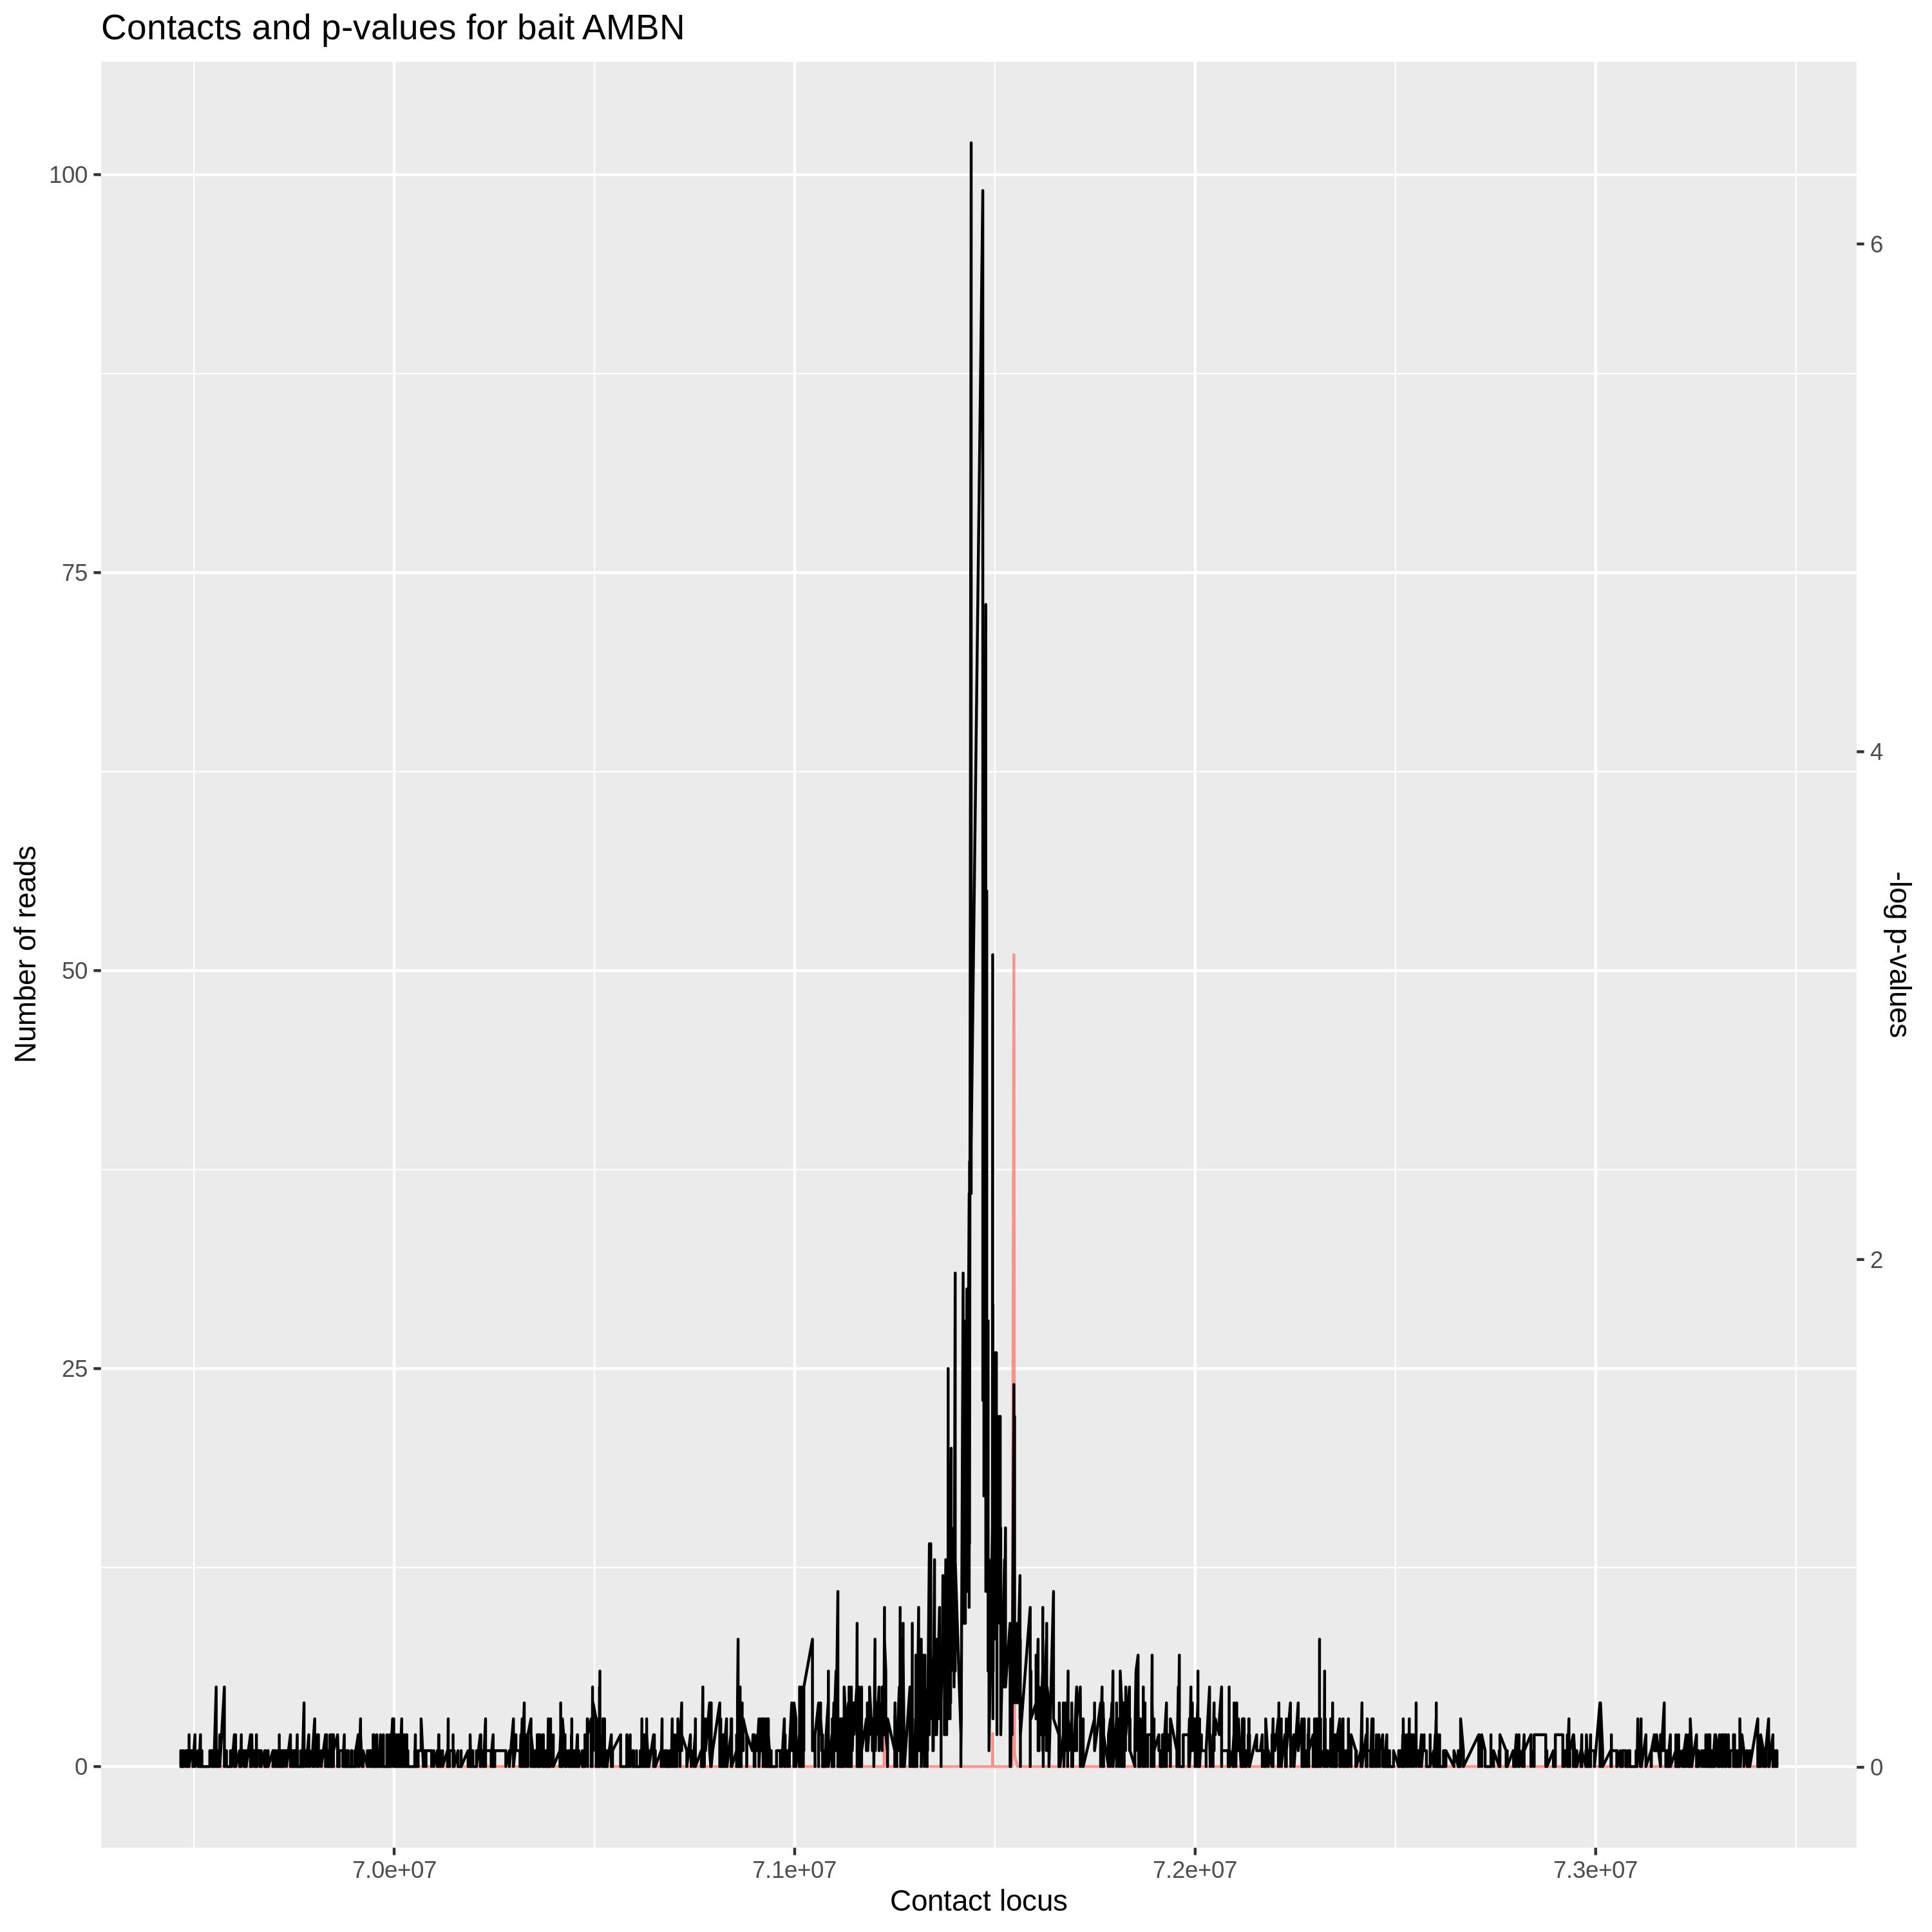 Contacts and p-values for bait AMBN
100
75
50
25
0
Number of reads
6
4
2
0
-log p-values
7.0e+07
7.1e+07
7.2e+07
7.3e+07
Contact locus